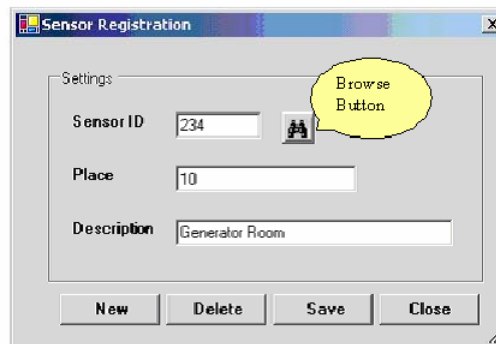 Sensor Registration
Settings
Browse
Button
Sensor ID
234
Place
10
Description
Generator Room
New Delete Save Close